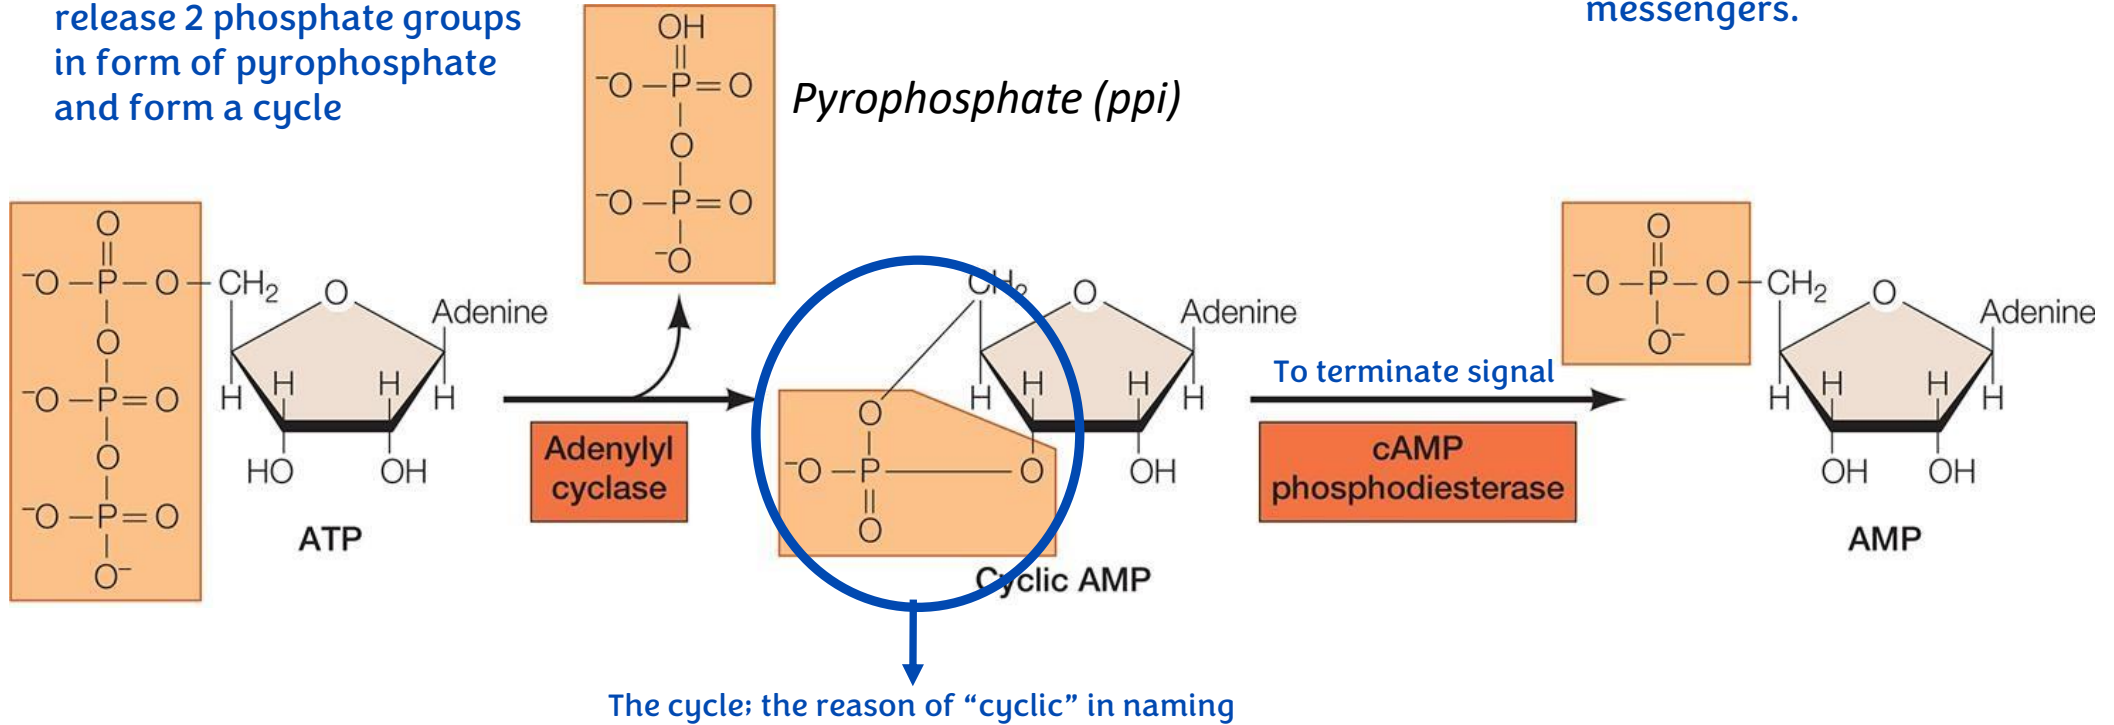 release 2 phosphate groups
in form of pyrophosphate
and form a cycle
messengers.
OH
⁻O–P=O
O
⁻O–P=O
⁻O
Pyrophosphate (ppi)
O
⁻O–P–O–CH₂
O
Adenine
O
H H H H
⁻O–P=O
O
HO OH
⁻O–P=O
O⁻
ATP
Adenylyl
cyclase
CH₂
O
Adenine
H H H H
O
⁻O–P–O
OH
O
Cyclic AMP
To terminate signal
cAMP
phosphodiesterase
O
⁻O–P–O–CH₂
O
Adenine
O⁻
H H H H
OH OH
AMP
The cycle; the reason of “cyclic” in naming